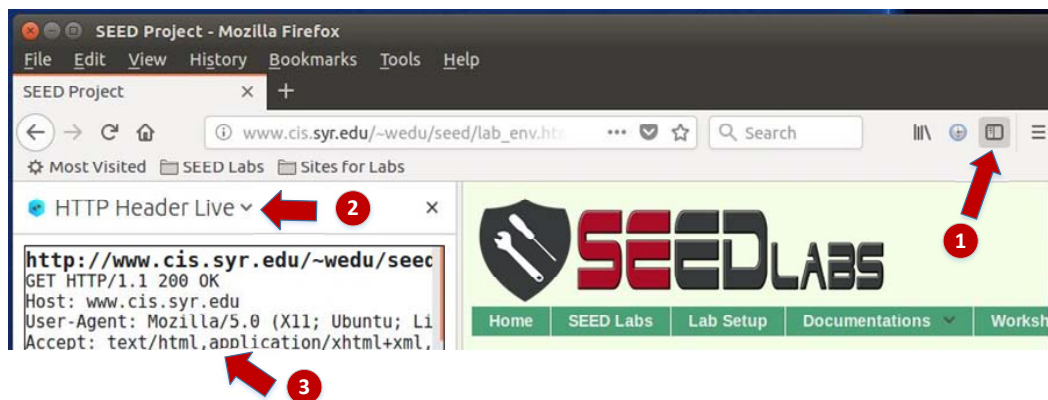 SEED Project - Mozilla Firefox
File Edit View History Bookmarks Tools Help
SEED Project
www.cis.syr.edu/~wedu/seed/lab_env.ht
Search
Most Visited SEED Labs Sites for Labs
HTTP Header Live
2
1
http://www.cis.syr.edu/~wedu/seed
GET HTTP/1.1 200 OK
Host: www.cis.syr.edu
User-Agent: Mozilla/5.0 (X11; Ubuntu; Li
Accept: text/html,application/xhtml+xml,
SEEDLABS
Home SEED Labs Lab Setup Documentations Worksh
3